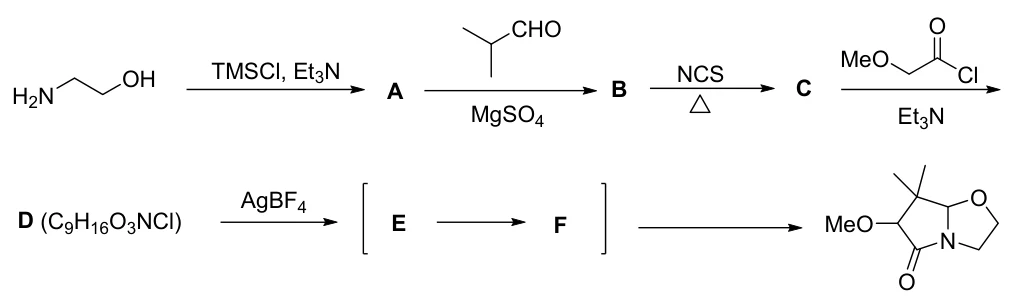 CHO
O
MeO
Cl
H₂N
OH
TMSCl, Et₃N
A
MgSO₄
B
NCS
△
C
Et₃N
D (C₉H₁₆O₃NCl)
AgBF₄
E
F
O
MeO
N
O